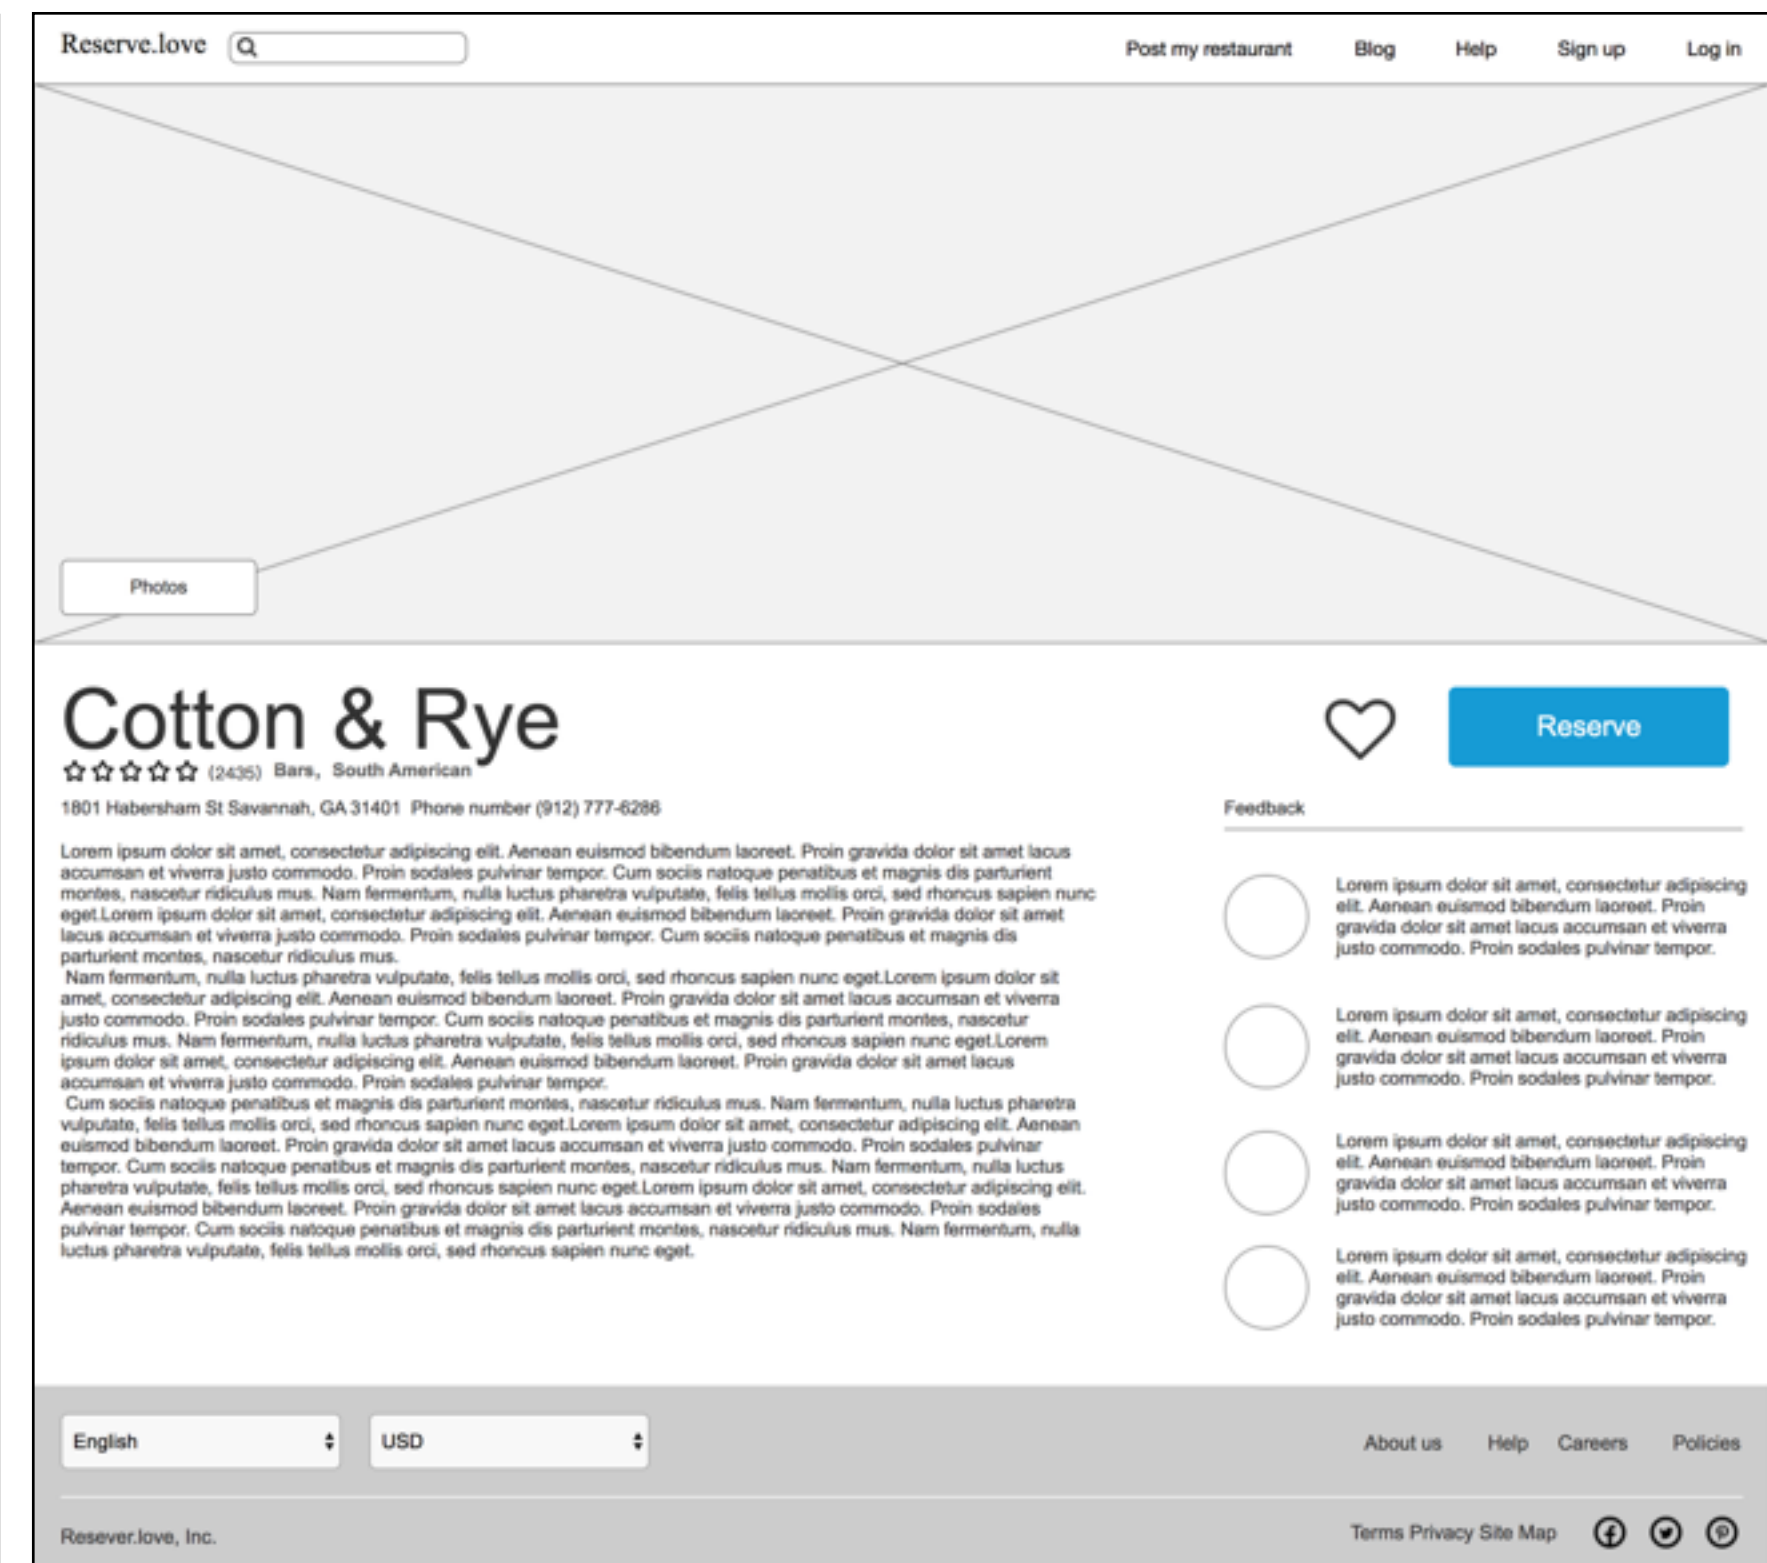 Reserve.love
Post my restaurant Blog Help Sign up Log in
Photos
Cotton & Rye
(2435) Bars, South American
1801 Habersham St Savannah, GA 31401 Phone number (912) 777-6286
Lorem ipsum dolor sit amet, consectetur adipiscing elit. Aenean euismod bibendum laoreet. Proin gravida dolor sit amet lacus
accumsan et viverra justo commodo. Proin sodales pulvinar tempor. Cum sociis natoque penatibus et magnis dis parturient
montes, nascetur ridiculus mus. Nam fermentum, nulla luctus pharetra vulputate, felis tellus mollis orci, sed rhoncus sapien nunc
eget.Lorem ipsum dolor sit amet, consectetur adipiscing elit. Aenean euismod bibendum laoreet. Proin gravida dolor sit amet
lacus accumsan et viverra justo commodo. Proin sodales pulvinar tempor. Cum sociis natoque penatibus et magnis dis
parturient montes, nascetur ridiculus mus.
Nam fermentum, nulla luctus pharetra vulputate, felis tellus mollis orci, sed rhoncus sapien nunc eget.Lorem ipsum dolor sit
amet, consectetur adipiscing elit. Aenean euismod bibendum laoreet. Proin gravida dolor sit amet lacus accumsan et viverra
justo commodo. Proin sodales pulvinar tempor. Cum sociis natoque penatibus et magnis dis parturient montes, nascetur
ridiculus mus. Nam fermentum, nulla luctus pharetra vulputate, felis tellus mollis orci, sed rhoncus sapien nunc eget.Lorem
ipsum dolor sit amet, consectetur adipiscing elit. Aenean euismod bibendum laoreet. Proin gravida dolor sit amet lacus
accumsan et viverra justo commodo. Proin sodales pulvinar tempor.
Cum sociis natoque penatibus et magnis dis parturient montes, nascetur ridiculus mus. Nam fermentum, nulla luctus pharetra
vulputate, felis tellus mollis orci, sed rhoncus sapien nunc eget.Lorem ipsum dolor sit amet, consectetur adipiscing elit. Aenean
euismod bibendum laoreet. Proin gravida dolor sit amet lacus accumsan et viverra justo commodo. Proin sodales pulvinar
tempor. Cum sociis natoque penatibus et magnis dis parturient montes, nascetur ridiculus mus. Nam fermentum, nulla luctus
pharetra vulputate, felis tellus mollis orci, sed rhoncus sapien nunc eget.Lorem ipsum dolor sit amet, consectetur adipiscing elit.
Aenean euismod bibendum laoreet. Proin gravida dolor sit amet lacus accumsan et viverra justo commodo. Proin sodales
pulvinar tempor. Cum sociis natoque penatibus et magnis dis parturient montes, nascetur ridiculus mus. Nam fermentum, nulla
luctus pharetra vulputate, felis tellus mollis orci, sed rhoncus sapien nunc eget.
Reserve
Feedback
Lorem ipsum dolor sit amet, consectetur adipiscing
elit. Aenean euismod bibendum laoreet. Proin
gravida dolor sit amet lacus accumsan et viverra
justo commodo. Proin sodales pulvinar tempor.
Lorem ipsum dolor sit amet, consectetur adipiscing
elit. Aenean euismod bibendum laoreet. Proin
gravida dolor sit amet lacus accumsan et viverra
justo commodo. Proin sodales pulvinar tempor.
Lorem ipsum dolor sit amet, consectetur adipiscing
elit. Aenean euismod bibendum laoreet. Proin
gravida dolor sit amet lacus accumsan et viverra
justo commodo. Proin sodales pulvinar tempor.
Lorem ipsum dolor sit amet, consectetur adipiscing
elit. Aenean euismod bibendum laoreet. Proin
gravida dolor sit amet lacus accumsan et viverra
justo commodo. Proin sodales pulvinar tempor.
English USD About us Help Careers Policies
Resever.love, Inc. Terms Privacy Site Map